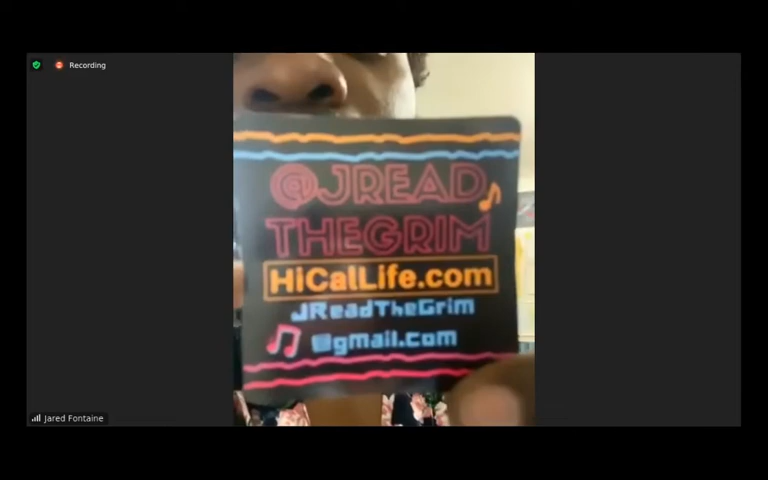 Recording
@JREAD
THEGRIM
HiCalLife.com
JReadTheGrim
@gmail.com
Jared Fontaine